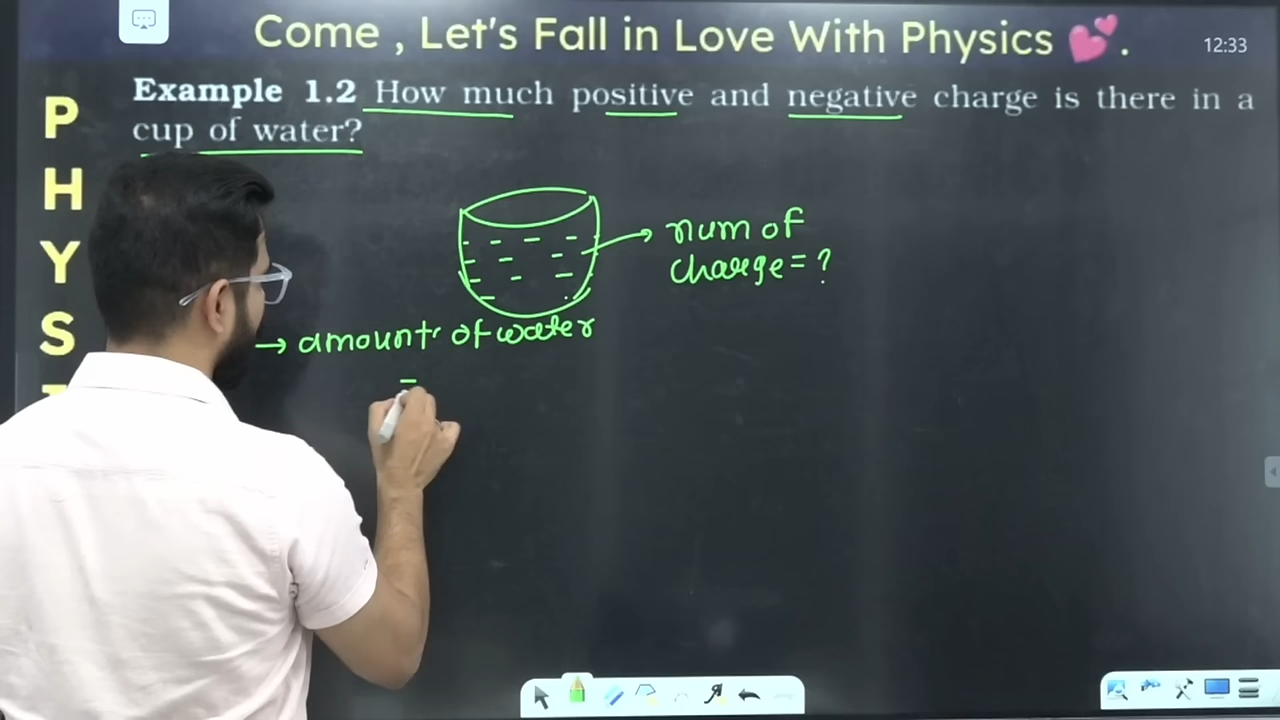 Come , Let's Fall in Love With Physics 💕.
12:33
P
H
Y
S
Example 1.2 How much positive and negative charge is there in a
cup of water?
num of
charge = ?
→ amount of water
=